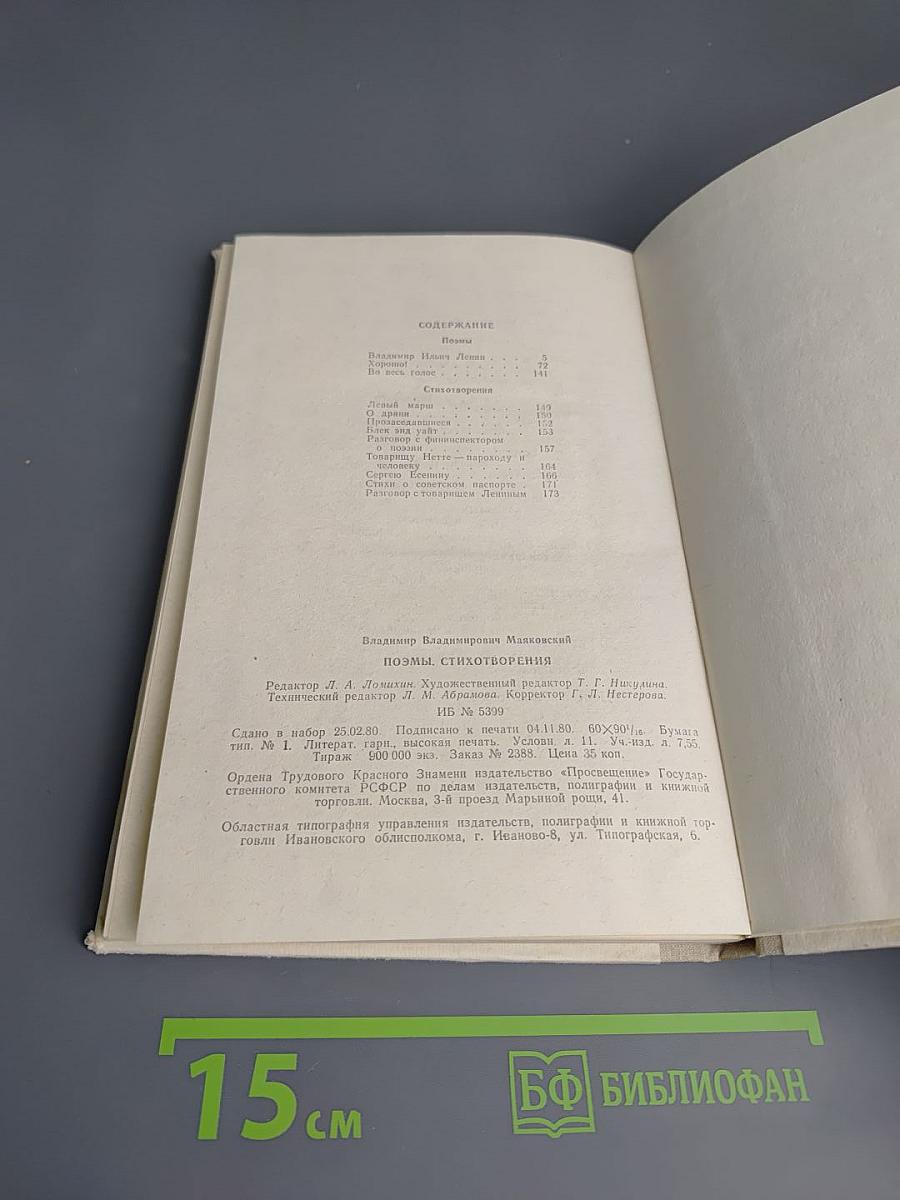 СОДЕРЖАНИЕ
Поэмы
Владимир Ильич Ленин . . . 5
Хорошо! . . . . . . . . . 72
Во весь голос . . . . . . . 141
Стихотворения
Левый марш . . . . . . . 149
О дряни . . . . . . . . . 150
Прозаседавшиеся . . . . . . 152
Блек энд уайт . . . . . . . 153
Разговор с фининспектором
о поэзии . . . . . . . . 157
Товарищу Нетте — пароходу и
человеку . . . . . . . . 164
Сергею Есенину . . . . . . 166
Стихи о советском паспорте . 171
Разговор с товарищем Лениным 173
Владимир Владимирович Маяковский
ПОЭМЫ. СТИХОТВОРЕНИЯ
Редактор Л. А. Ломихин. Художественный редактор Т. Г. Никулина.
Технический редактор Л. М. Абрамова. Корректор Г. Л. Нестерова.
ИБ № 5399
Сдано в набор 25.02.80. Подписано к печати 04.11.80. 60×90¹/₁₆. Бумага
тип. № 1. Литерат. гарн., высокая печать. Условн. л. 11. Уч.-изд. л. 7,55.
Тираж 900 000 экз. Заказ № 2388. Цена 35 коп.
Ордена Трудового Красного Знамени издательство «Просвещение» Государ-
ственного комитета РСФСР по делам издательств, полиграфии и книжной
торговли. Москва, 3-й проезд Марьиной рощи, 41.
Областная типография управления издательств, полиграфии и книжной тор-
говли Ивановского облисполкома, г. Иваново-8, ул. Типографская, 6.
15 см
БФ БИБЛИОФАН